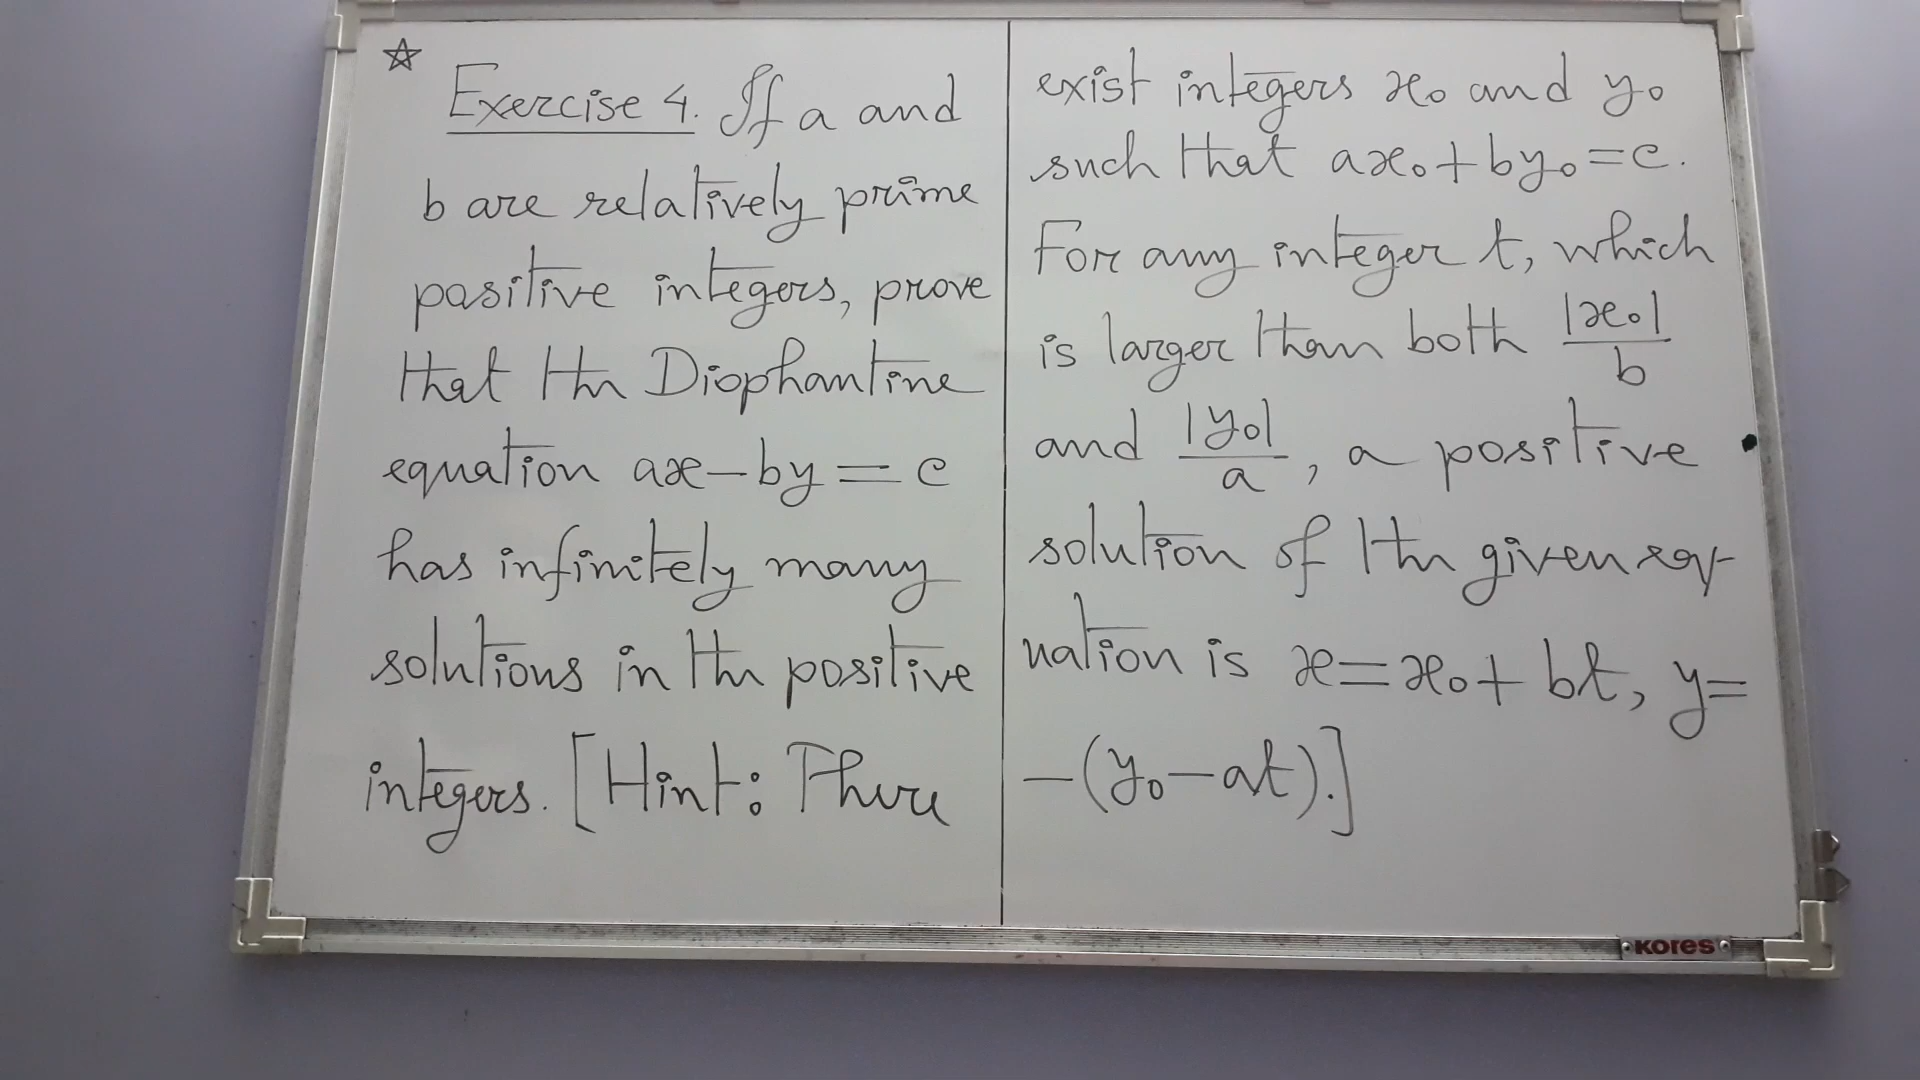 ☆
Exercise 4. If a and
b are relatively prime
positive integers, prove
that the Diophantine
equation ax-by=c
has infinitely many
solutions in the positive
integers. [Hint: There
exist integers x₀ and y₀
such that ax₀+by₀=c.
For any integer t, which
is larger than both |x₀|/b
and |y₀|/a, a positive
solution of the given eq-
uation is x=x₀+bt, y=
-(y₀-at).]
Kores